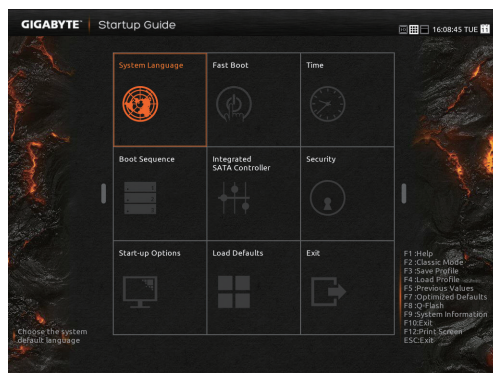 GIGABYTE™ Startup Guide
16:08:45 TUE 11
System Language
Fast Boot
Time
Boot Sequence
Integrated
SATA Controller
Security
Start-up Options
Load Defaults
Exit
F1 :Help
F2 :Classic Mode
F3 :Save Profile
F4 :Load Profile
F5 :Previous Values
F7 :Optimized Defaults
F8 :Q-Flash
F9 :System Information
F10:Exit
F12:Print Screen
ESC:Exit
Choose the system
default language